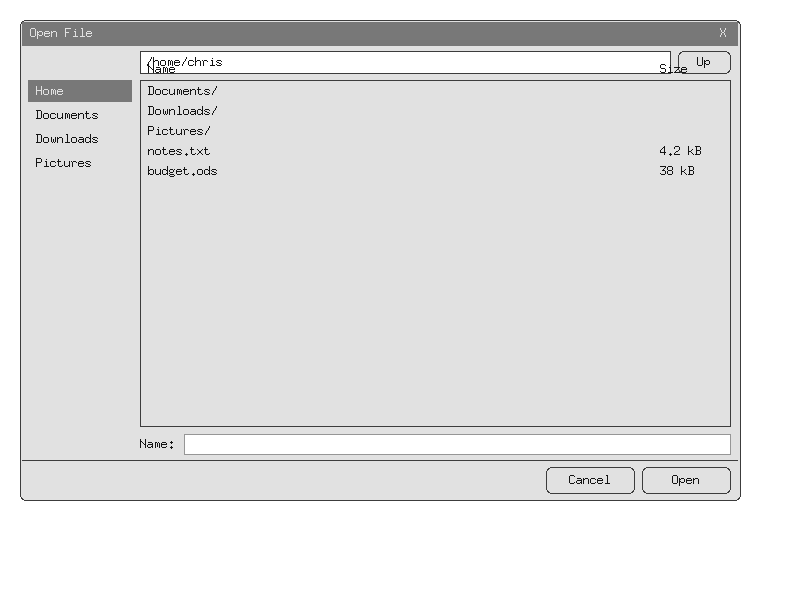 Open File X
/home/chris Up
Name Size
Home
Documents
Downloads
Pictures
Documents/
Downloads/
Pictures/
notes.txt 4.2 kB
budget.ods 38 kB
Name:
Cancel Open